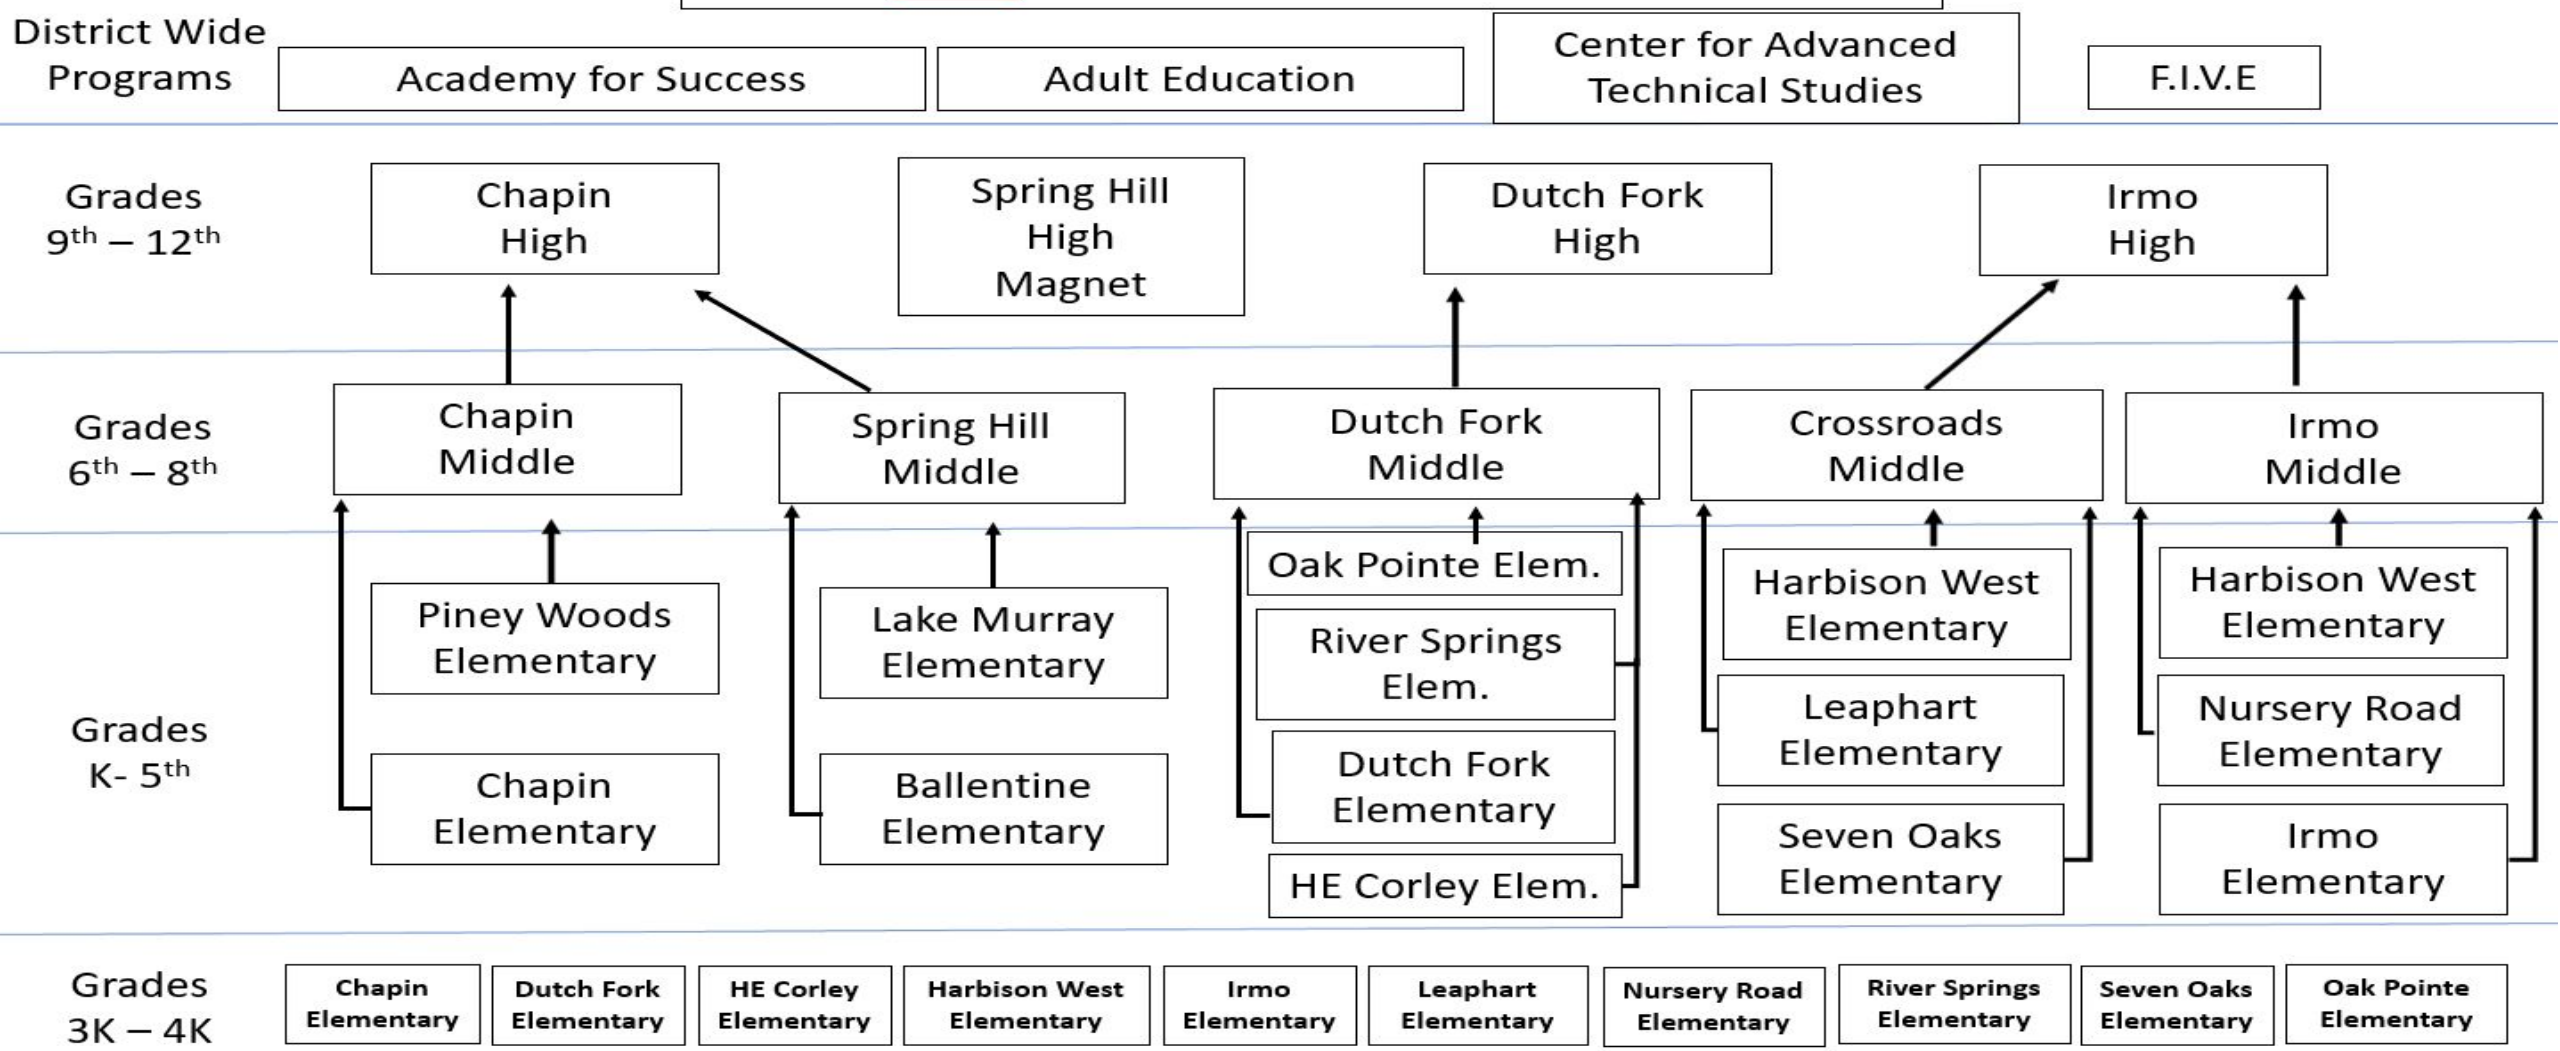 District Wide
Programs
Academy for Success
Adult Education
Center for Advanced
Technical Studies
F.I.V.E
Grades
9th – 12th
Chapin
High
Spring Hill
High
Magnet
Dutch Fork
High
Irmo
High
Grades
6th – 8th
Chapin
Middle
Spring Hill
Middle
Dutch Fork
Middle
Crossroads
Middle
Irmo
Middle
Grades
K- 5th
Piney Woods
Elementary
Chapin
Elementary
Lake Murray
Elementary
Ballentine
Elementary
Oak Pointe Elem.
River Springs
Elem.
Dutch Fork
Elementary
HE Corley Elem.
Harbison West
Elementary
Leaphart
Elementary
Seven Oaks
Elementary
Harbison West
Elementary
Nursery Road
Elementary
Irmo
Elementary
Grades
3K – 4K
Chapin
Elementary
Dutch Fork
Elementary
HE Corley
Elementary
Harbison West
Elementary
Irmo
Elementary
Leaphart
Elementary
Nursery Road
Elementary
River Springs
Elementary
Seven Oaks
Elementary
Oak Pointe
Elementary